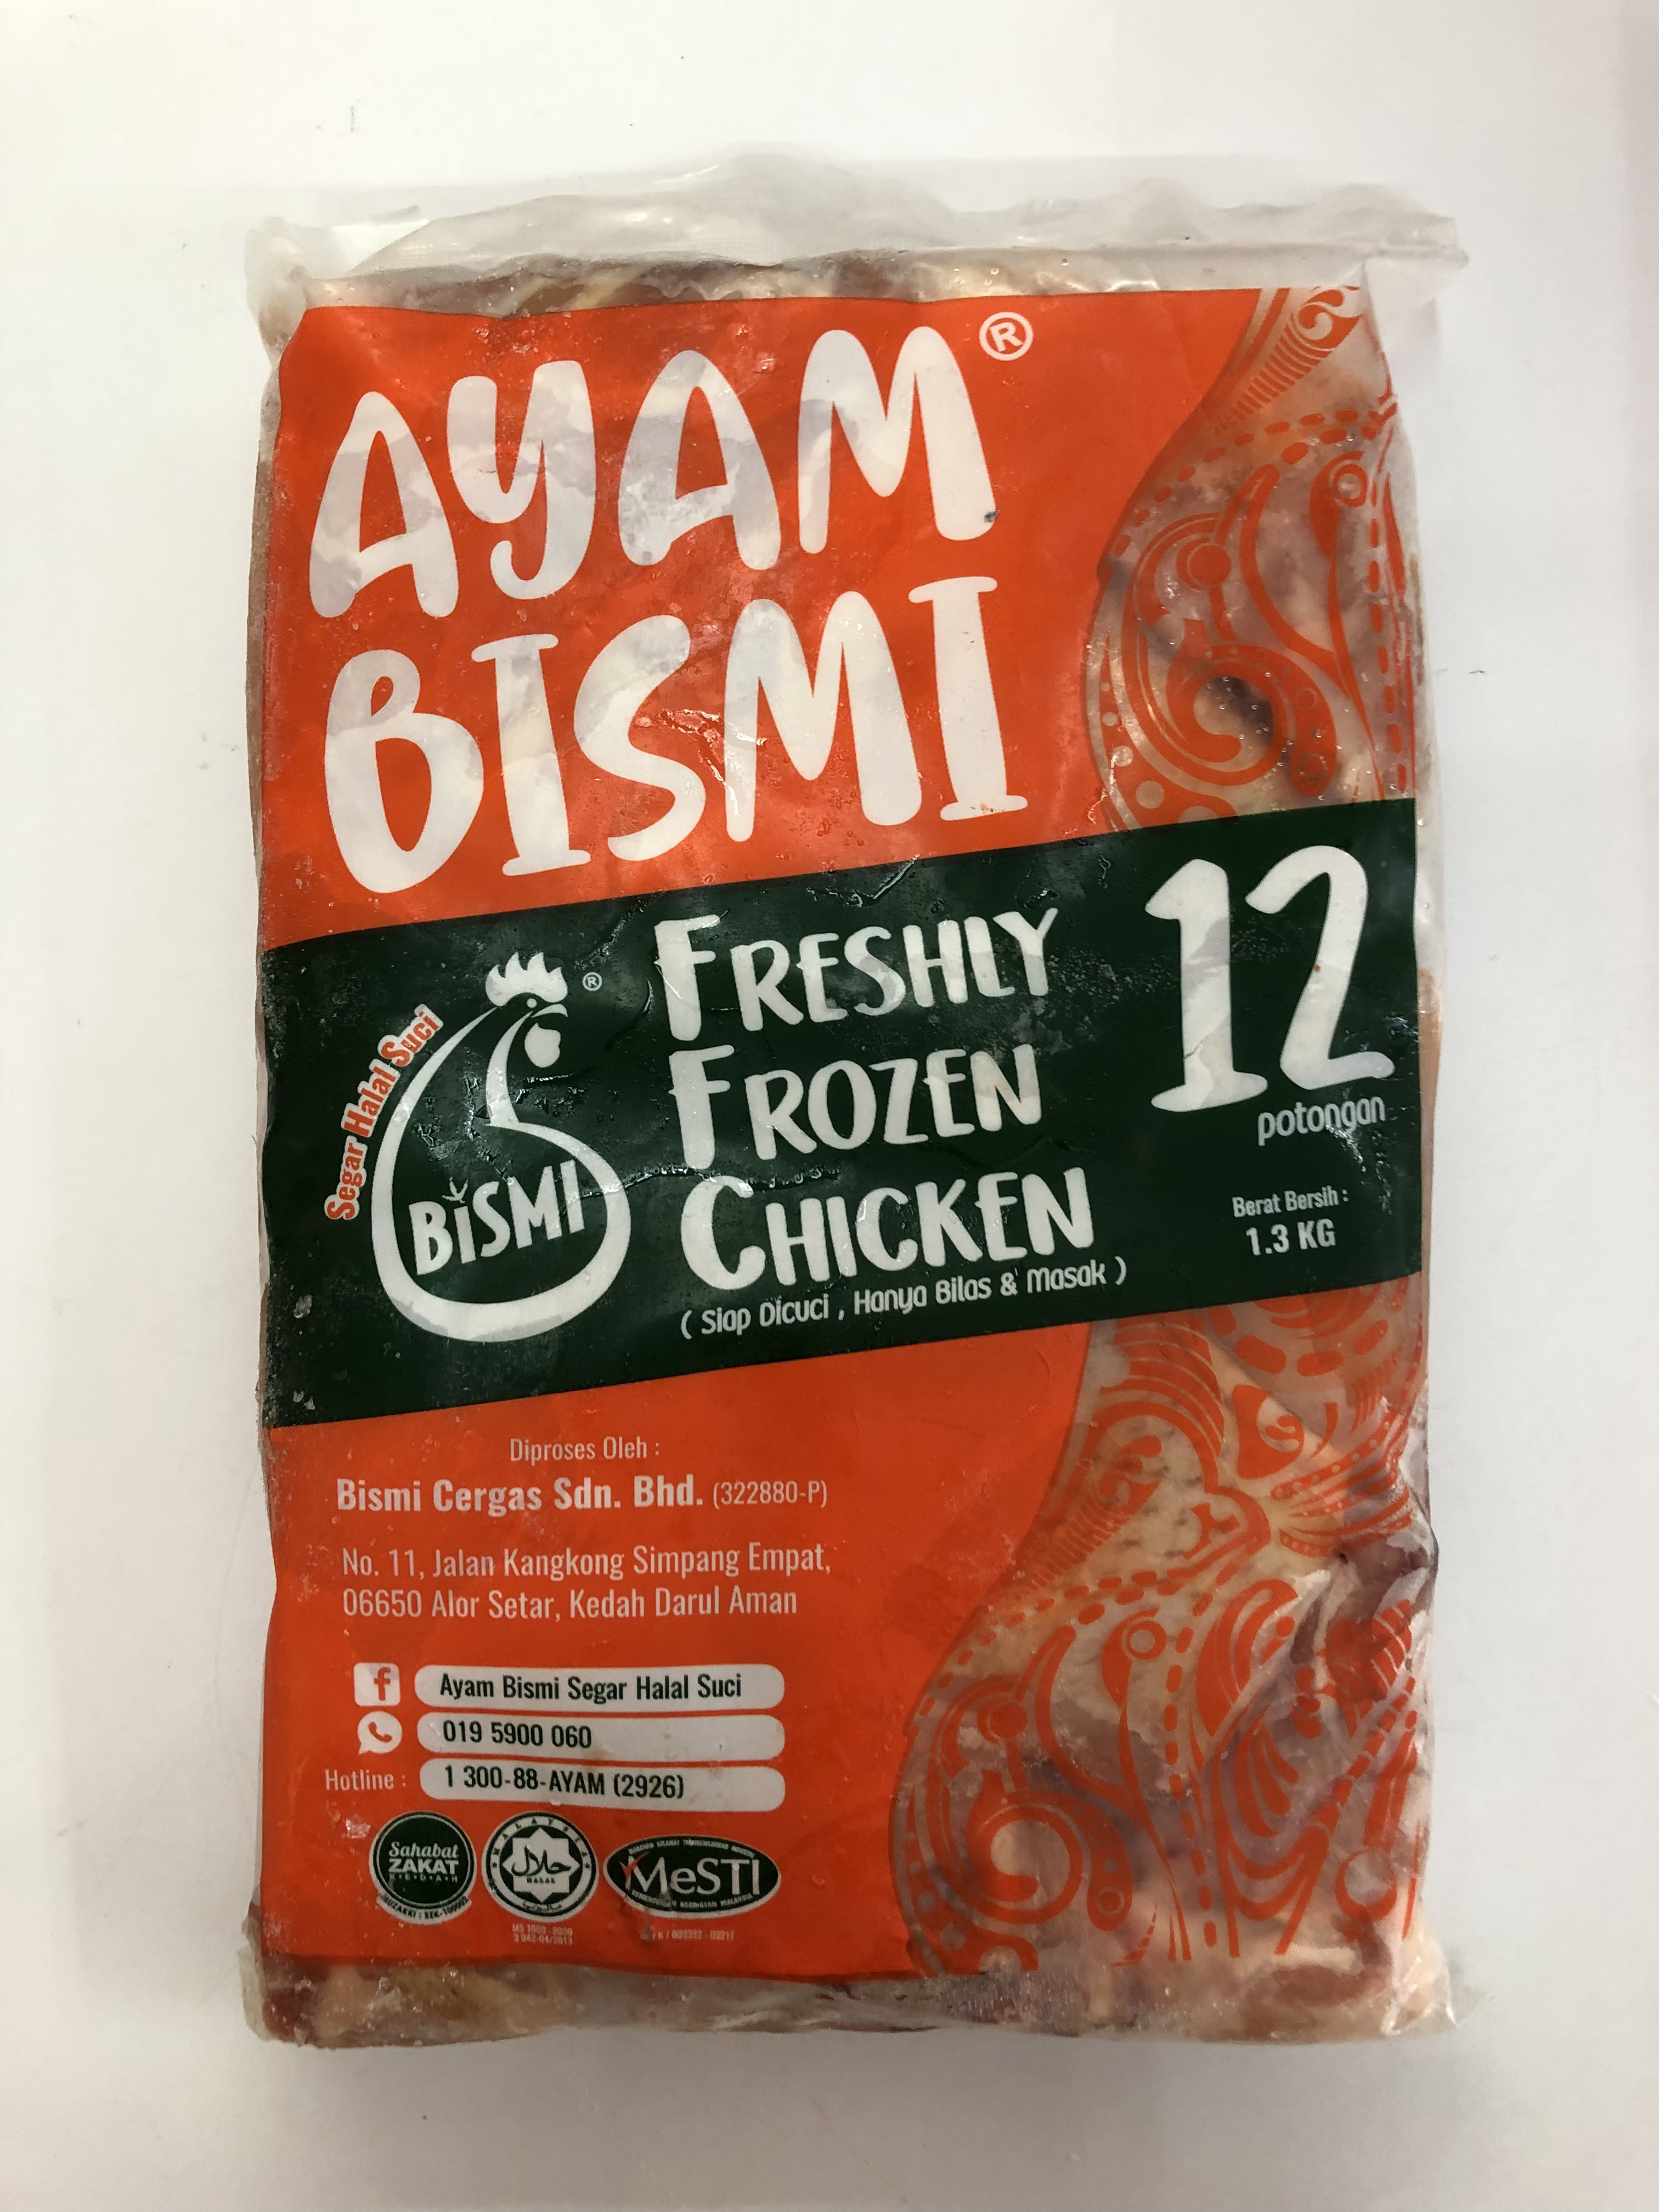 AYAM®
BISMI
Segar Halal Suci
®
BiSMI
FRESHLY
FROZEN
CHICKEN
( Siap Dicuci , Hanya Bilas & Masak )
12
potongan
Berat Bersih :
1.3 KG
Diproses Oleh :
Bismi Cergas Sdn. Bhd. (322880-P)
No. 11, Jalan Kangkong Simpang Empat,
06650 Alor Setar, Kedah Darul Aman
f Ayam Bismi Segar Halal Suci
019 5900 060
Hotline : 1 300-88-AYAM (2926)
Sahabat
ZAKAT
KEDAH
MALAYSIA
حلال
HALAL
MeSTI